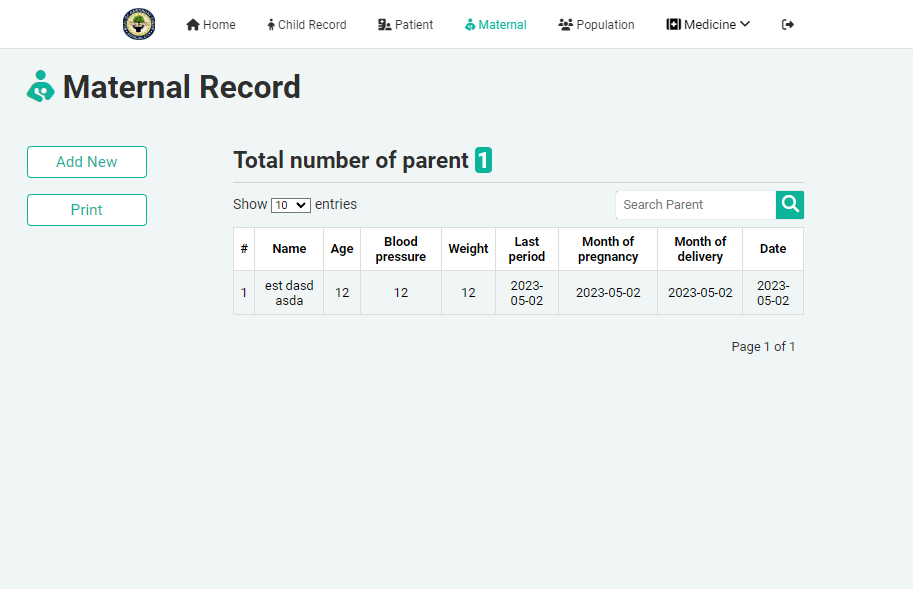 Home Child Record Patient Maternal Population Medicine
Maternal Record
Add New
Print
Total number of parent 1
Show 10 entries
Search Parent
# Name Age Blood pressure Weight Last period Month of pregnancy Month of delivery Date
1 est dasd asda 12 12 12 2023-05-02 2023-05-02 2023-05-02 2023-05-02
Page 1 of 1